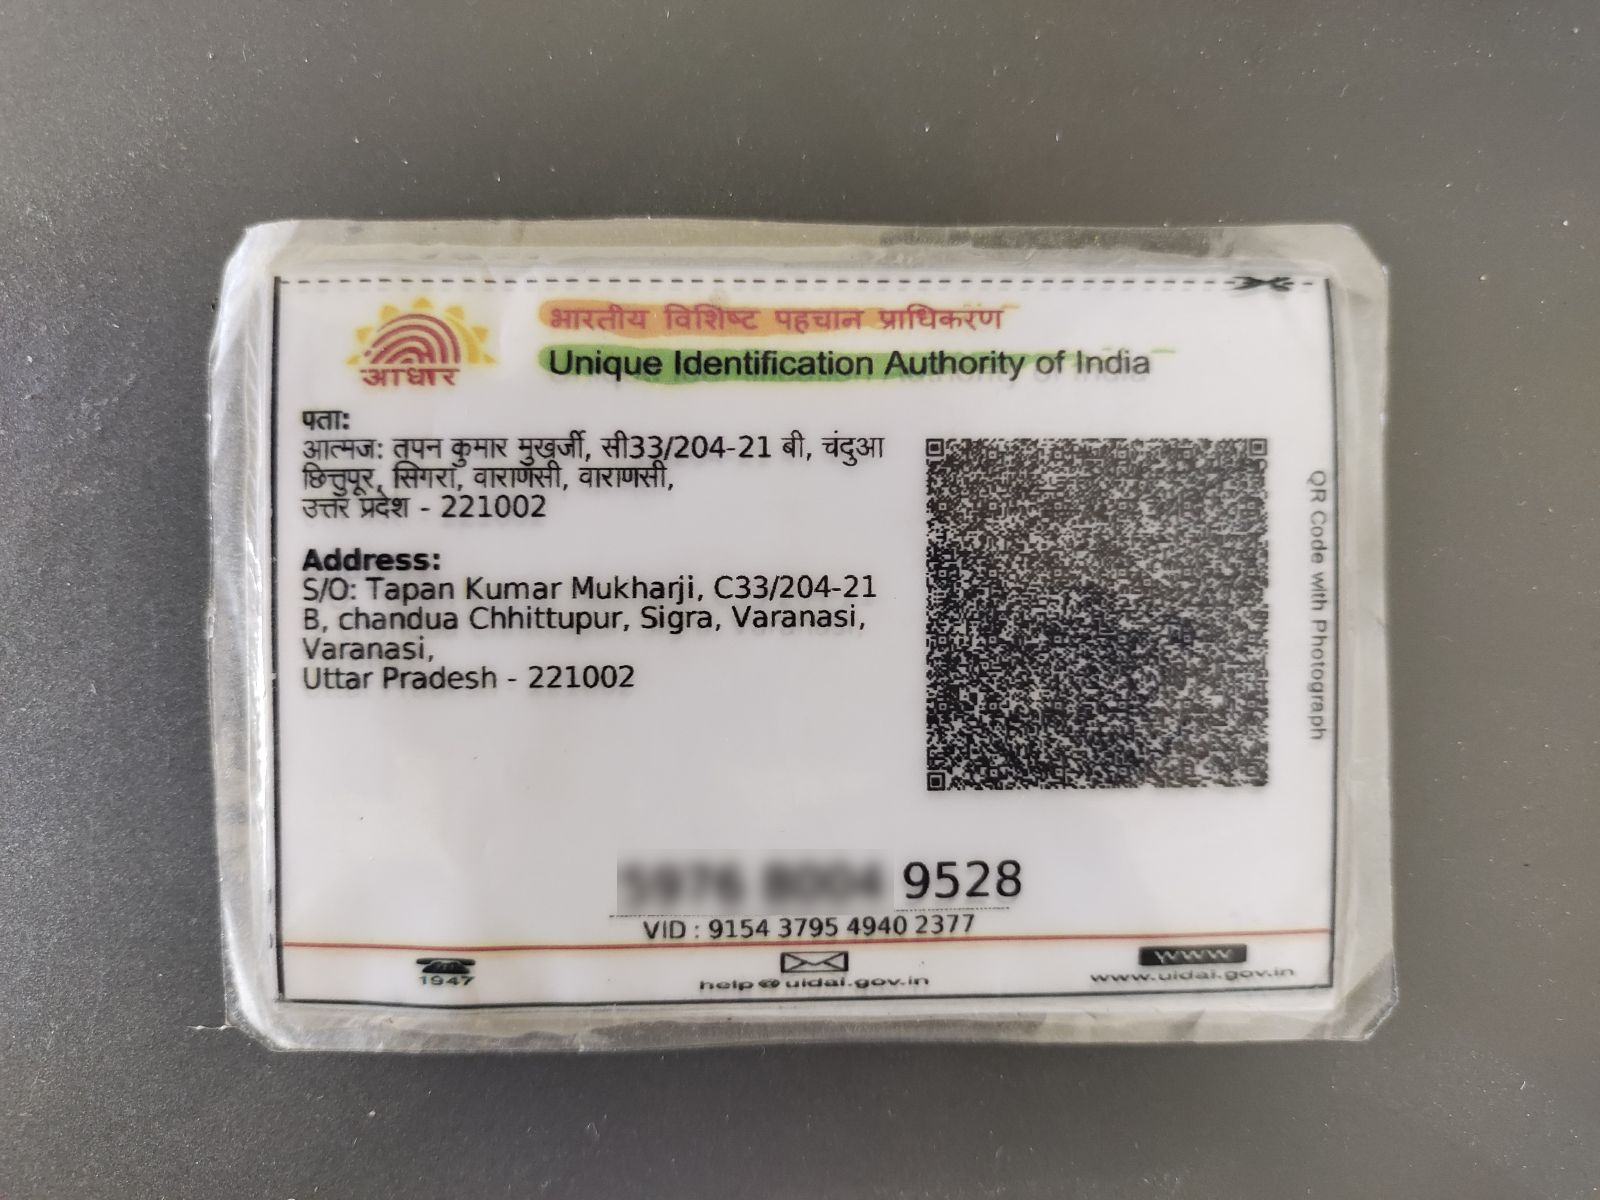 भारतीय विशिष्ट पहचान प्राधिकरण
Unique Identification Authority of India
आधार
पता:
आत्मज: तपन कुमार मुखर्जी, सी33/204-21 बी, चंदुआ
छित्तुपूर, सिगरा, वाराणसी, वाराणसी,
उत्तर प्रदेश - 221002
Address:
S/O: Tapan Kumar Mukharji, C33/204-21
B, chandua Chhittupur, Sigra, Varanasi,
Varanasi,
Uttar Pradesh - 221002
QR Code with Photograph
9528
VID : 9154 3795 4940 2377
1947
help@uidai.gov.in
www
www.uidai.gov.in